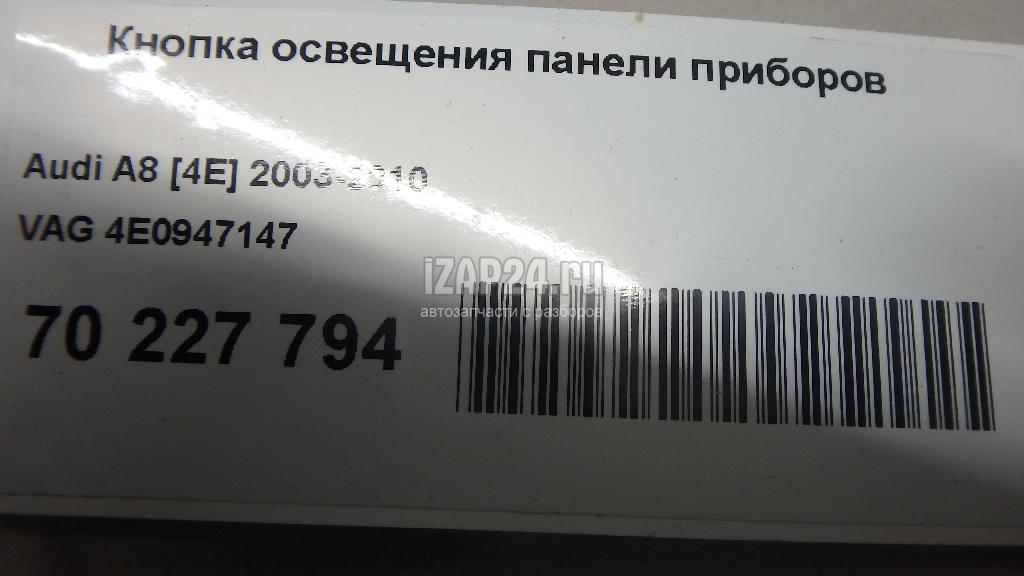 Кнопка освещения панели приборов
Audi A8 [4E] 2003-2010
VAG 4E0947147
iZAP24.ru
автозапчасти с разборов
70 227 794